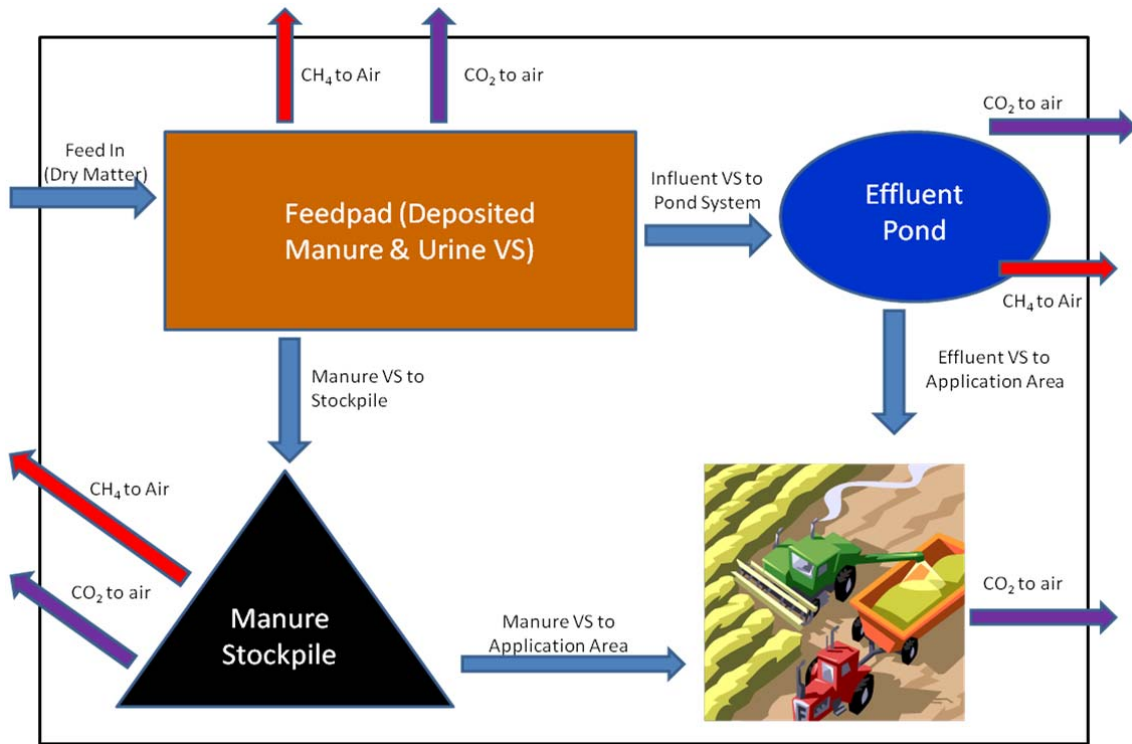 CH₄ to Air
CO₂ to air
CO₂ to air
Feed In
(Dry Matter)
Feedpad (Deposited
Manure & Urine VS)
Influent VS to
Pond System
Effluent
Pond
CH₄ to Air
Manure VS to
Stockpile
Effluent VS to
Application Area
CH₄ to Air
CO₂ to air
Manure
Stockpile
Manure VS to
Application Area
CO₂ to air